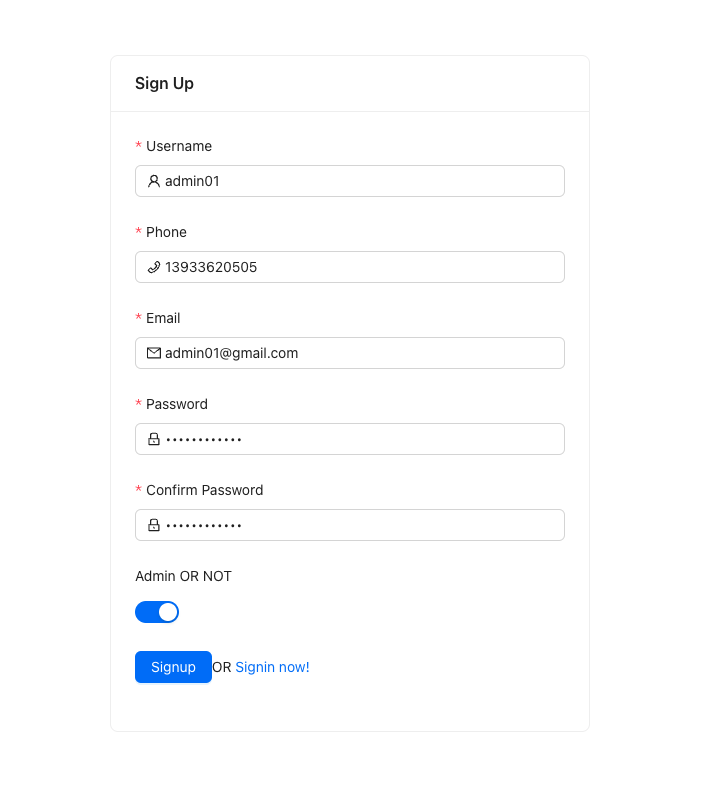 Sign Up
* Username
admin01
* Phone
13933620505
* Email
admin01@gmail.com
* Password
••••••••••••
* Confirm Password
••••••••••••
Admin OR NOT
Signup OR Signin now!